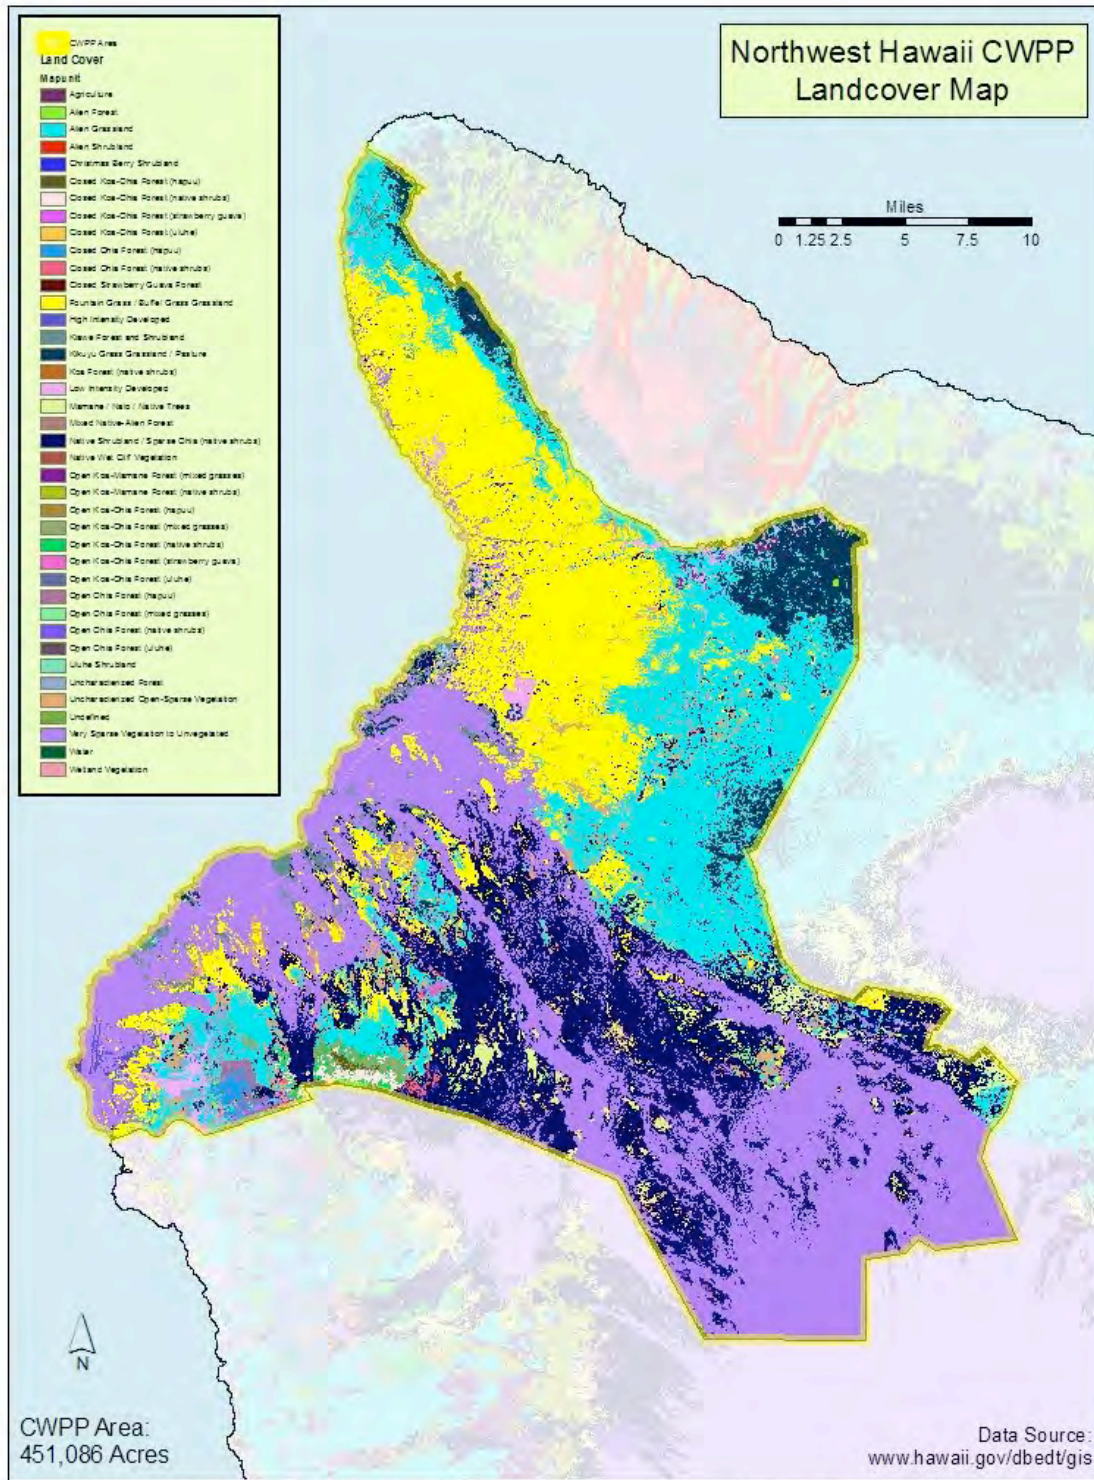 CWPP Area
Land Cover
Mapunit
Agriculture
Alien Forest
Alien Grassland
Alien Shrubland
Christmas Berry Shrubland
Closed Koa-Ohia Forest (hapuu)
Closed Koa-Ohia Forest (native shrubs)
Closed Koa-Ohia Forest (strawberry guava)
Closed Koa-Ohia Forest (uluhe)
Closed Ohia Forest (hapuu)
Closed Ohia Forest (native shrubs)
Closed Strawberry Guava Forest
Fountain Grass / Buffel Grass Grassland
High Intensity Developed
Kiawe Forest and Shrubland
Kikuyu Grass Grassland / Pasture
Koa Forest (native shrubs)
Low Intensity Developed
Mamane / Naio / Native Trees
Mixed Native-Alien Forest
Native Shrubland / Sparse Ohia (native shrubs)
Native Wet Cliff Vegetation
Open Koa-Mamane Forest (mixed grasses)
Open Koa-Mamane Forest (native shrubs)
Open Koa-Ohia Forest (hapuu)
Open Koa-Ohia Forest (mixed grasses)
Open Koa-Ohia Forest (native shrubs)
Open Koa-Ohia Forest (strawberry guava)
Open Koa-Ohia Forest (uluhe)
Open Ohia Forest (hapuu)
Open Ohia Forest (mixed grasses)
Open Ohia Forest (native shrubs)
Open Ohia Forest (uluhe)
Uluhe Shrubland
Uncharacterized Forest
Uncharacterized Open-Sparse Vegetation
Undefined
Very Sparse Vegetation to Unvegetated
Water
Wetland Vegetation
Northwest Hawaii CWPP
Landcover Map
Miles
0 1.25 2.5 5 7.5 10
N
CWPP Area:
451,086 Acres
Data Source:
www.hawaii.gov/dbedt/gis